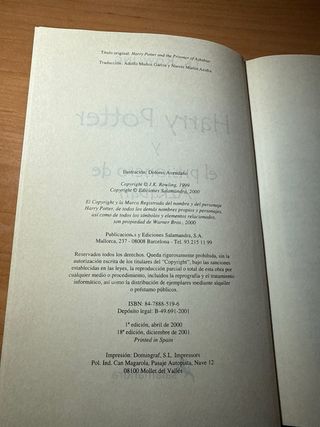 Título original: Harry Potter and the Prisoner of Azkaban
Traducción: Adolfo Muñoz García y Nieves Martín Azofra
Harry Potter
y
el prisionero de
Ilustración: Dolores Avendaño
Copyright © J.K. Rowling, 1999
Copyright © Ediciones Salamandra, 2000
El Copyright y la Marca Registrada del nombre y del personaje
Harry Potter, de todos los demás nombres propios y personajes,
así como de todos los símbolos y elementos relacionados,
son propiedad de Warner Bros.
Publicaciones y Ediciones Salamandra, S.A.
Mallorca, 237 - 08008 Barcelona - Tel. 93 215 11 99
Reservados todos los derechos. Queda rigurosamente prohibida, sin
la autorización escrita de los titulares del "Copyright", bajo las sanciones
establecidas en las leyes, la reproducción parcial o total de esta obra por
cualquier medio o procedimiento, incluidos la reprografía y el tratamiento
informático, así como la distribución de ejemplares mediante alquiler
o préstamo públicos.
ISBN: 84-7888-519-6
Depósito legal: B-49.691-2001
1ª edición, abril de 2000
18ª edición, diciembre de 2001
Printed in Spain
Impresión: Domingraf, S.L. Impressors
Pol. Ind. Can Magarola, Pasaje Autopista, Nave 12
08100 Mollet del Vallés